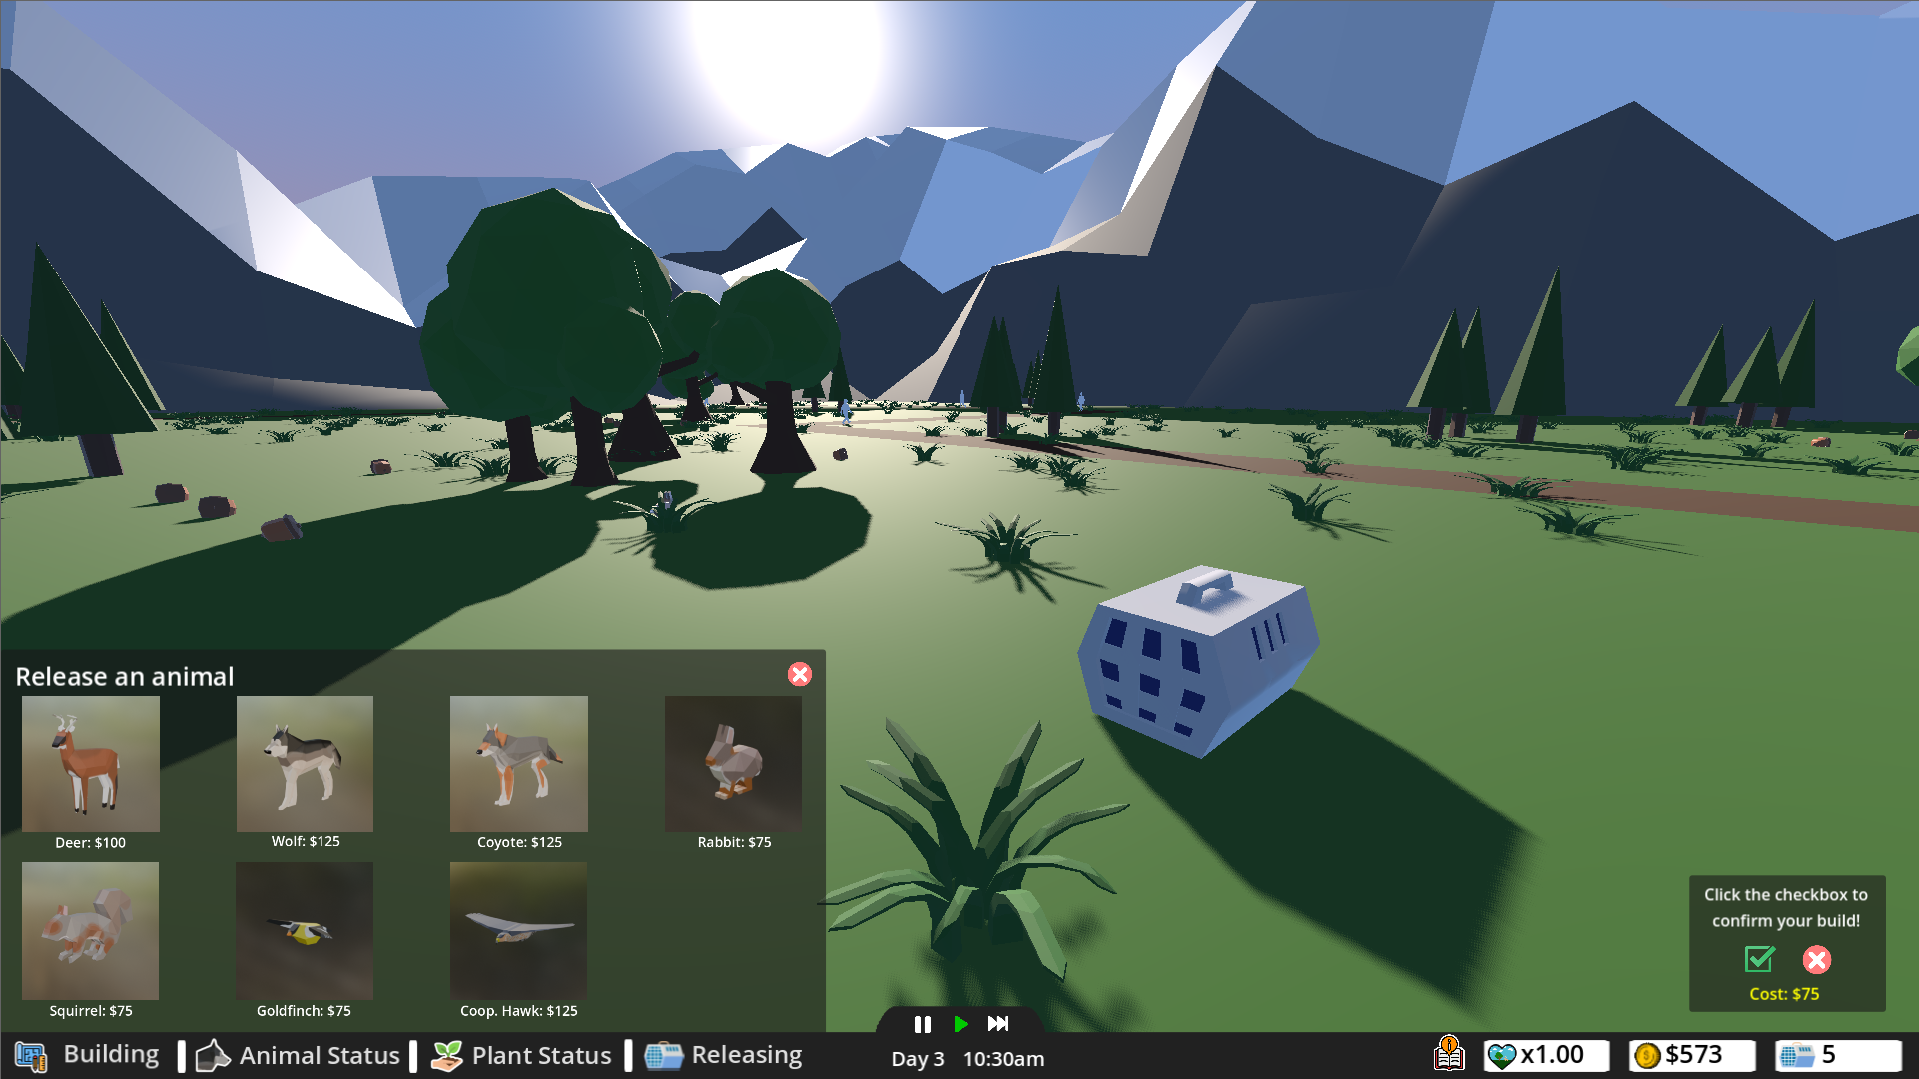 Release an animal
Deer: $100
Wolf: $125
Coyote: $125
Rabbit: $75
Squirrel: $75
Goldfinch: $75
Coop. Hawk: $125
Click the checkbox to
confirm your build!
Cost: $75
Building
Animal Status
Plant Status
Releasing
Day 3 10:30am
x1.00
$573
5